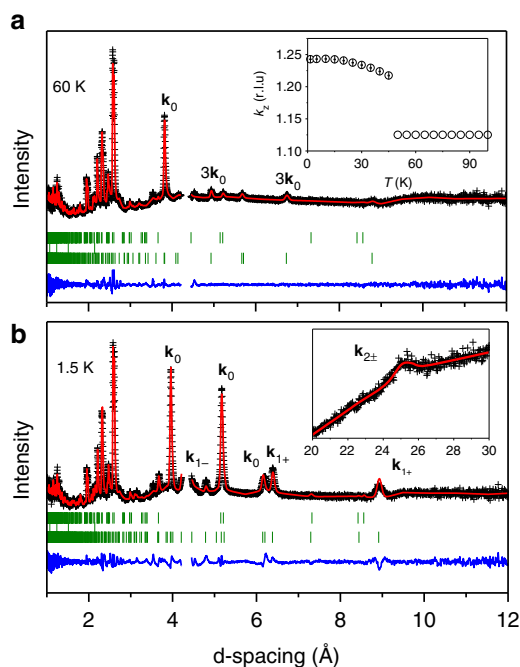 a
60 K
k0
3k0
3k0
Intensity
1.25
1.20
1.15
1.10
kz (r.l.u)
0 30 60 90
T (K)
b
1.5 K
k0
k1−
k0
k0
k1+
k1+
Intensity
k2±
20 22 24 26 28 30
2 4 6 8 10 12
d-spacing (Å)